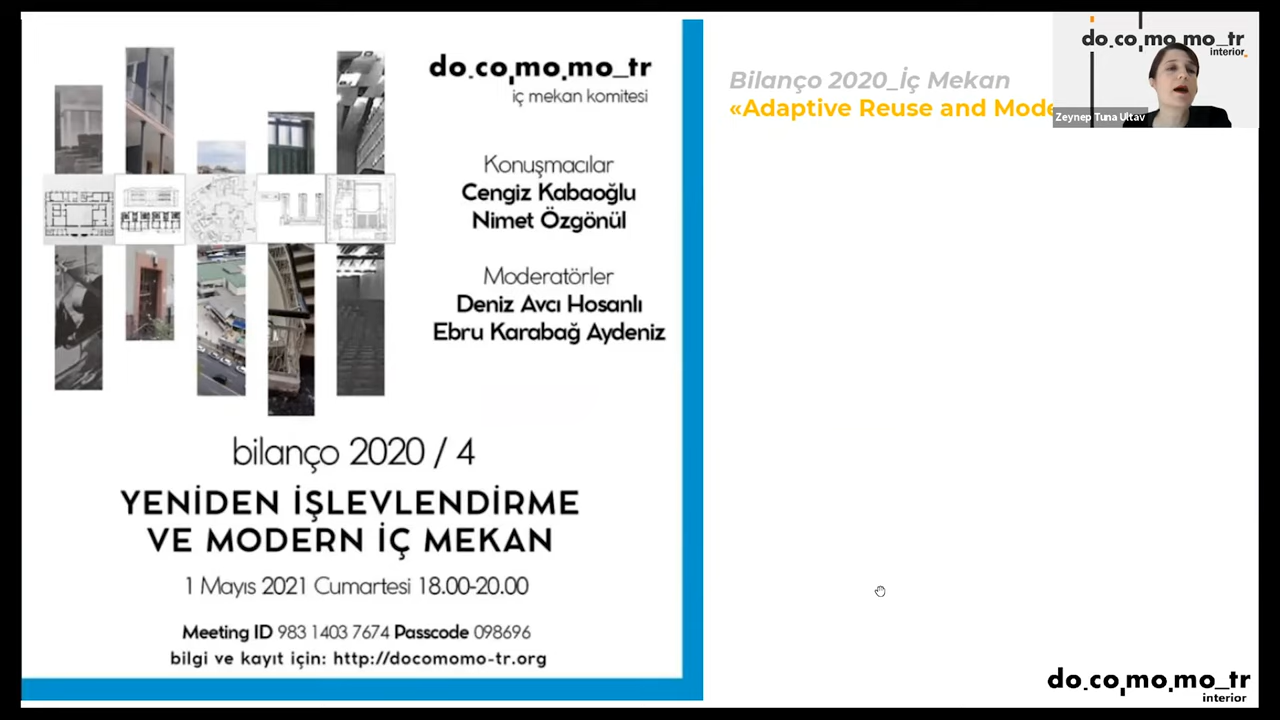 do.co,mo.mo_tr
iç mekan komitesi
Konuşmacılar
Cengiz Kabaoğlu
Nimet Özgönül
Moderatörler
Deniz Avcı Hosanlı
Ebru Karabağ Aydeniz
bilanço 2020 / 4
YENİDEN İŞLEVLENDİRME
VE MODERN İÇ MEKAN
1 Mayıs 2021 Cumartesi 18.00-20.00
Meeting ID 983 1403 7674 Passcode 098696
bilgi ve kayıt için: http://docomomo-tr.org
Bilanço 2020_İç Mekan
«Adaptive Reuse and Mode
do.co,mo.mo_tr
interior
Zeynep Tuna Ultav
do.co,mo.mo_tr
interior